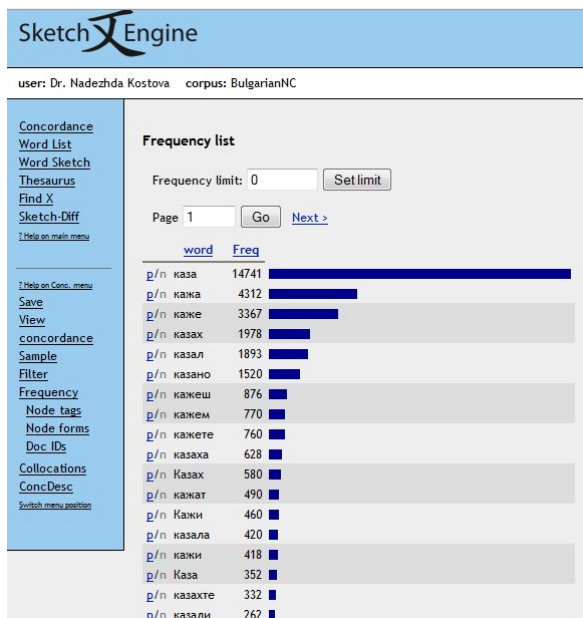 Sketch Engine
user: Dr. Nadezhda Kostova corpus: BulgarianNC
Concordance
Word List
Word Sketch
Thesaurus
Find X
Sketch-Diff
? Help on main menu
? Help on Conc. menu
Save
View
concordance
Sample
Filter
Frequency
Node tags
Node forms
Doc IDs
Collocations
ConcDesc
Switch menu position
Frequency list
Frequency limit: 0 Set limit
Page 1 Go Next >
word Freq
p/n каза 14741
p/n кажа 4312
p/n каже 3367
p/n казах 1978
p/n казал 1893
p/n казано 1520
p/n кажеш 876
p/n кажем 770
p/n кажете 760
p/n казаха 628
p/n Казах 580
p/n кажат 490
p/n Кажи 460
p/n казала 420
p/n кажи 418
p/n Каза 352
p/n казахте 332
p/n казали 262